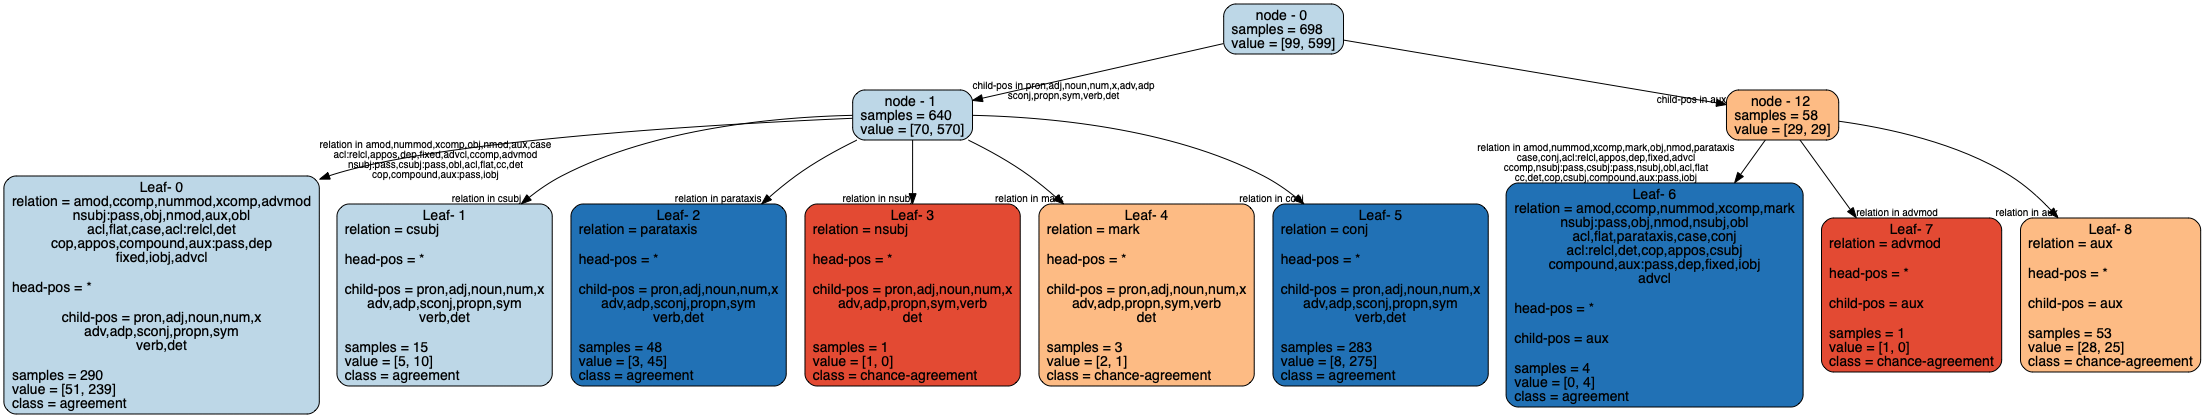 node - 0
samples = 698
value = [99, 599]
child-pos in pron,adj,noun,num,x,adv,adp
sconj,propn,sym,verb,det
node - 1
samples = 640
value = [70, 570]
child-pos in aux
node - 12
samples = 58
value = [29, 29]
relation in amod,nummod,xcomp,obj,nmod,aux,case
acl:relcl,appos,dep,fixed,advcl,ccomp,advmod
nsubj:pass,csubj:pass,obl,acl,flat,cc,det
cop,compound,aux:pass,iobj
relation in csubj
relation in parataxis
relation in nsubj
relation in mark
relation in conj
relation in amod,nummod,xcomp,mark,obj,nmod,parataxis
case,conj,acl:relcl,appos,dep,fixed,advcl
ccomp,nsubj:pass,csubj:pass,nsubj,obl,acl,flat
cc,det,cop,csubj,compound,aux:pass,iobj
relation in advmod
relation in aux
Leaf- 0
relation = amod,ccomp,nummod,xcomp,advmod
nsubj:pass,obj,nmod,aux,obl
acl,flat,case,acl:relcl,det
cop,appos,compound,aux:pass,dep
fixed,iobj,advcl
head-pos = *
child-pos = pron,adj,noun,num,x
adv,adp,sconj,propn,sym
verb,det
samples = 290
value = [51, 239]
class = agreement
Leaf- 1
relation = csubj
head-pos = *
child-pos = pron,adj,noun,num,x
adv,adp,sconj,propn,sym
verb,det
samples = 15
value = [5, 10]
class = agreement
Leaf- 2
relation = parataxis
head-pos = *
child-pos = pron,adj,noun,num,x
adv,adp,sconj,propn,sym
verb,det
samples = 48
value = [3, 45]
class = agreement
Leaf- 3
relation = nsubj
head-pos = *
child-pos = pron,adj,noun,num,x
adv,adp,propn,sym,verb
det
samples = 1
value = [1, 0]
class = chance-agreement
Leaf- 4
relation = mark
head-pos = *
child-pos = pron,adj,noun,num,x
adv,adp,propn,sym,verb
det
samples = 3
value = [2, 1]
class = chance-agreement
Leaf- 5
relation = conj
head-pos = *
child-pos = pron,adj,noun,num,x
adv,adp,sconj,propn,sym
verb,det
samples = 283
value = [8, 275]
class = agreement
Leaf- 6
relation = amod,ccomp,nummod,xcomp,mark
nsubj:pass,obj,nmod,nsubj,obl
acl,flat,parataxis,case,conj
acl:relcl,det,cop,appos,csubj
compound,aux:pass,dep,fixed,iobj
advcl
head-pos = *
child-pos = aux
samples = 4
value = [0, 4]
class = agreement
Leaf- 7
relation = advmod
head-pos = *
child-pos = aux
samples = 1
value = [1, 0]
class = chance-agreement
Leaf- 8
relation = aux
head-pos = *
child-pos = aux
samples = 53
value = [28, 25]
class = chance-agreement